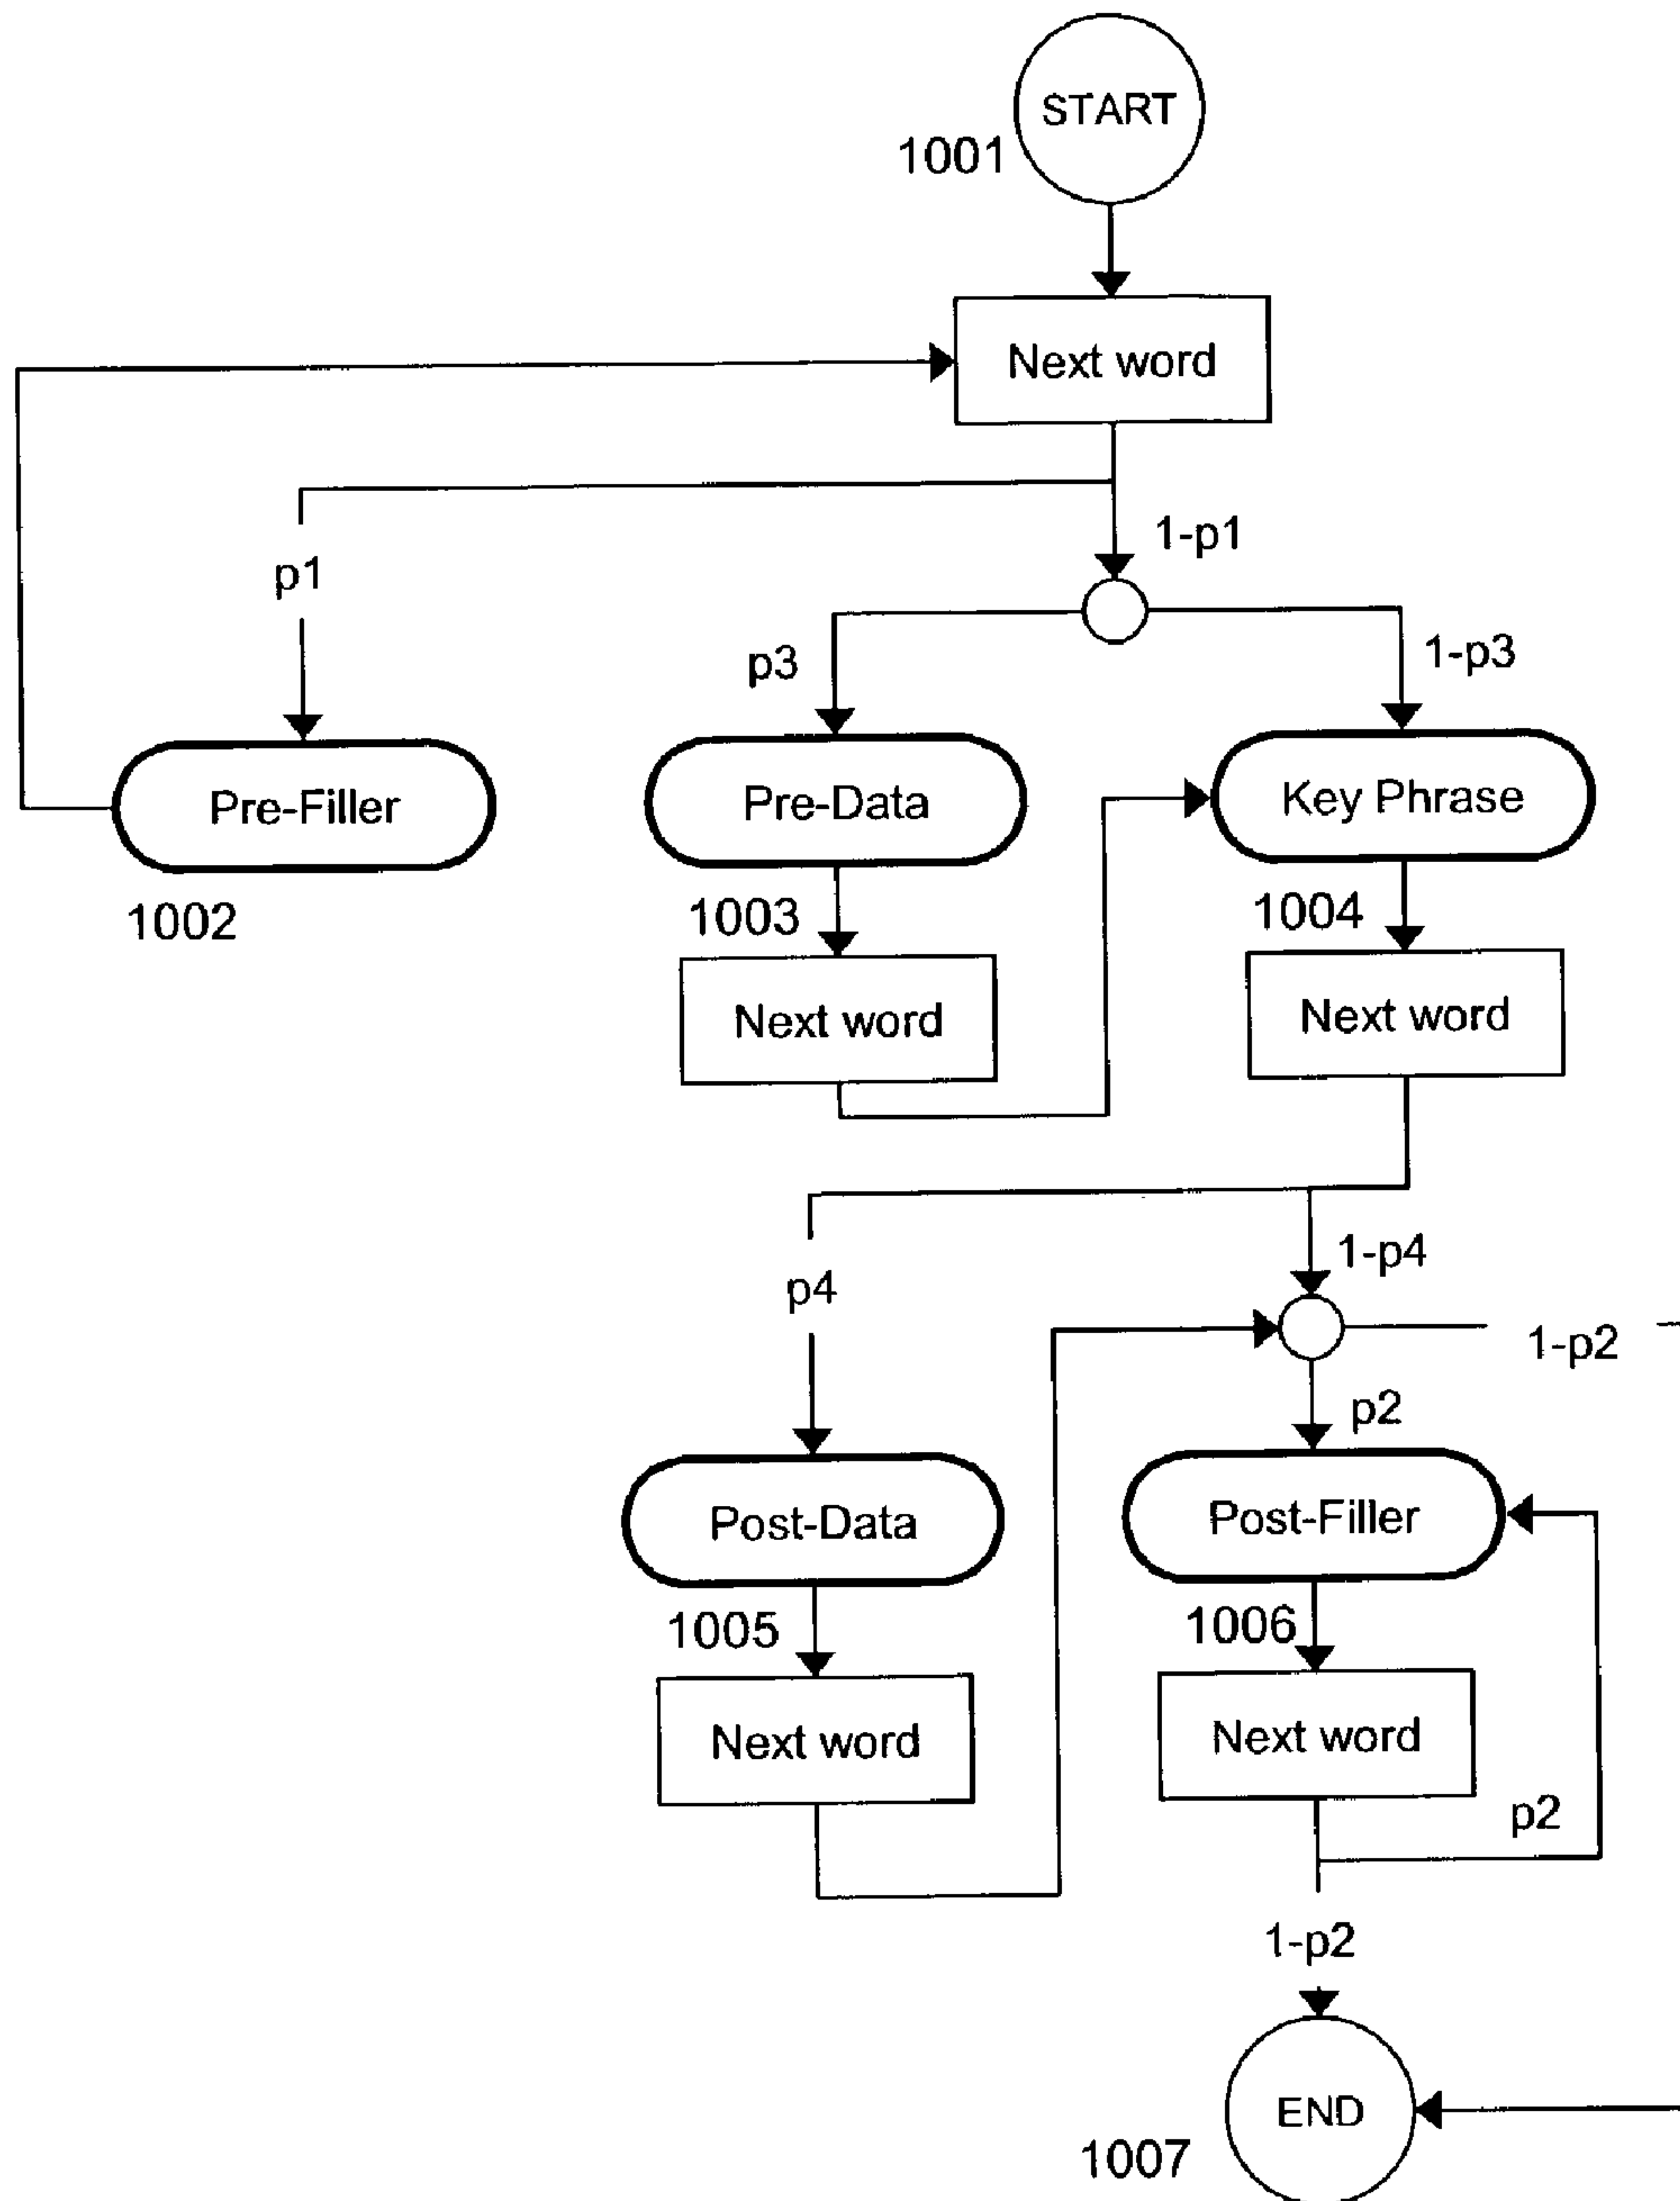 START
1001
Next word
1-p1
p1
p3
1-p3
Pre-Filler
Pre-Data
Key Phrase
1002
1003
1004
Next word
Next word
1-p4
p4
1-p2
p2
Post-Data
Post-Filler
1005
1006
Next word
Next word
p2
1-p2
END
1007